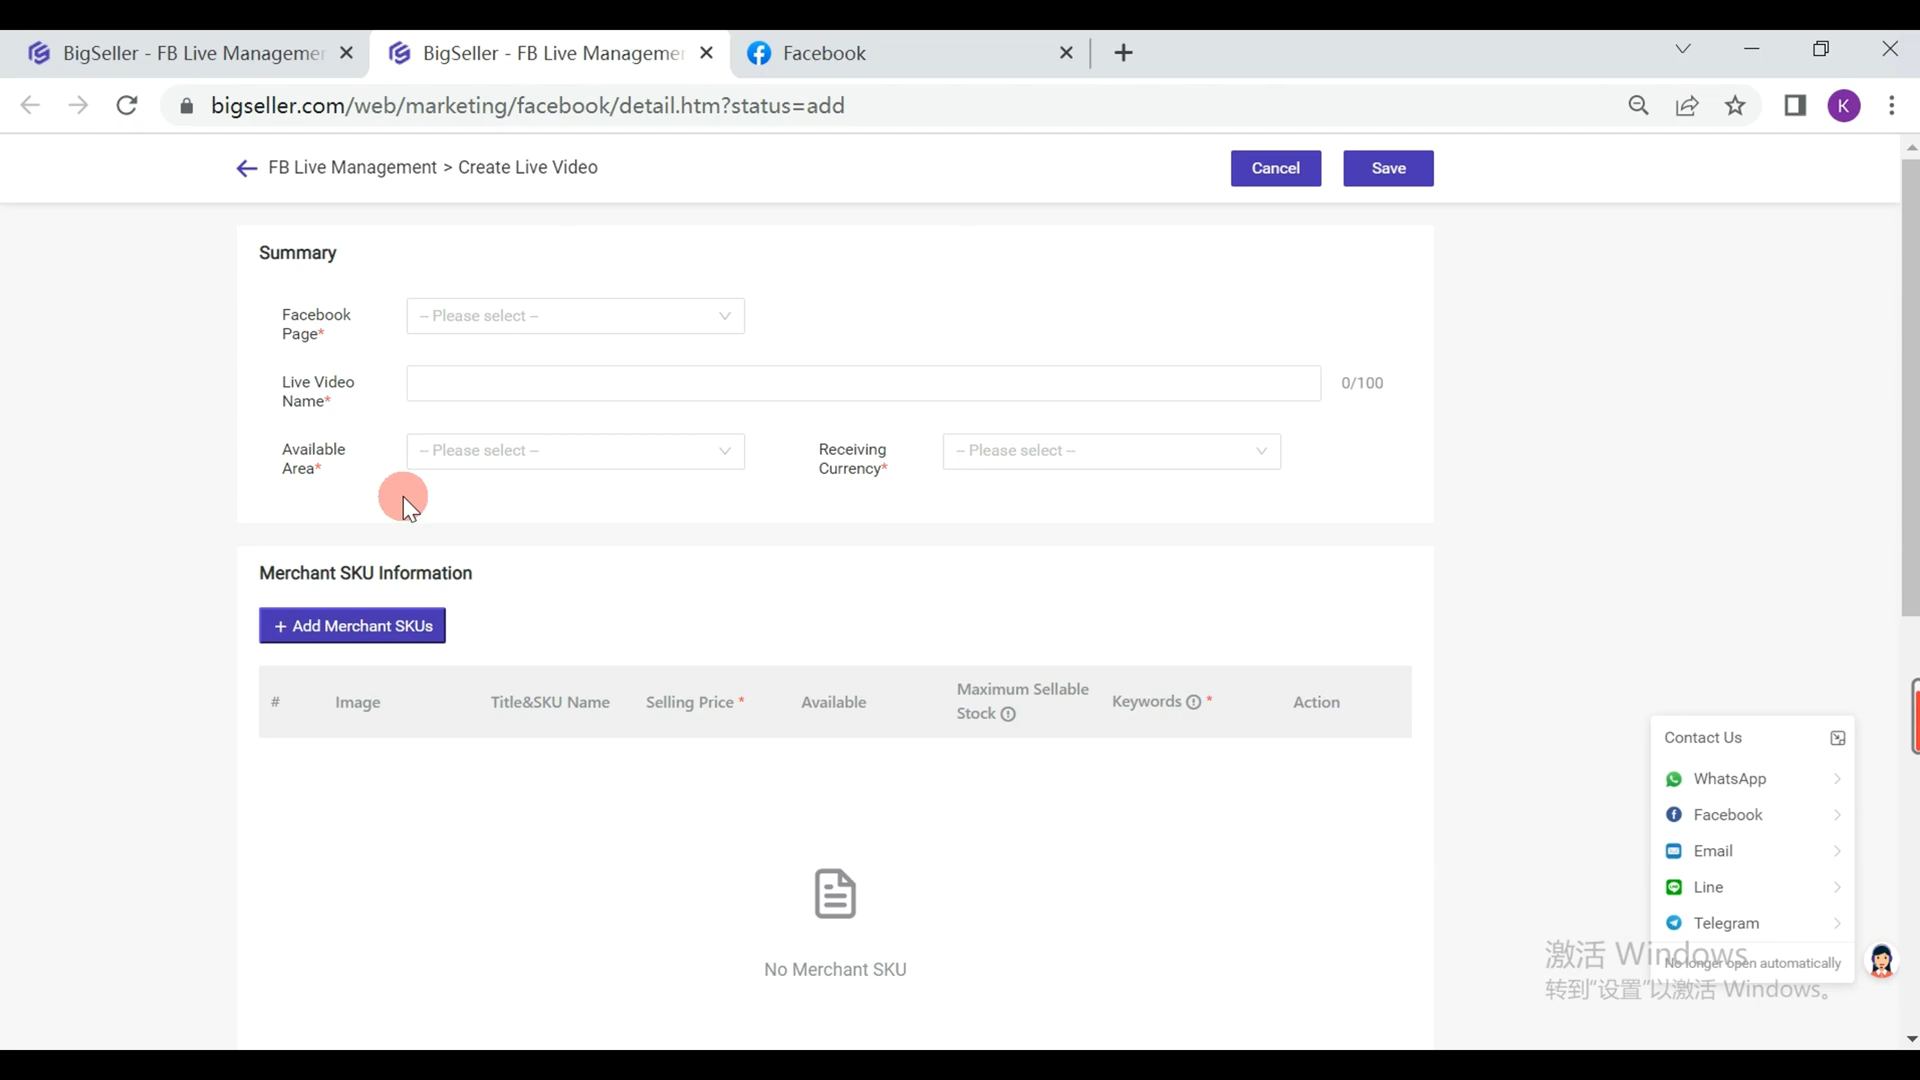 BigSeller - FB Live Managemer
BigSeller - FB Live Managemer
Facebook
bigseller.com/web/marketing/facebook/detail.htm?status=add
K
FB Live Management > Create Live Video
Cancel
Save
Summary
Facebook
Page*
-- Please select --
Live Video
Name*
0/100
Available
Area*
-- Please select --
Receiving
Currency*
-- Please select --
Merchant SKU Information
+ Add Merchant SKUs
#
Image
Title&SKU Name
Selling Price *
Available
Maximum Sellable
Stock
Keywords *
Action
No Merchant SKU
Contact Us
WhatsApp
Facebook
Email
Line
Telegram
No longer open automatically
激活 Windows
转到"设置"以激活 Windows。